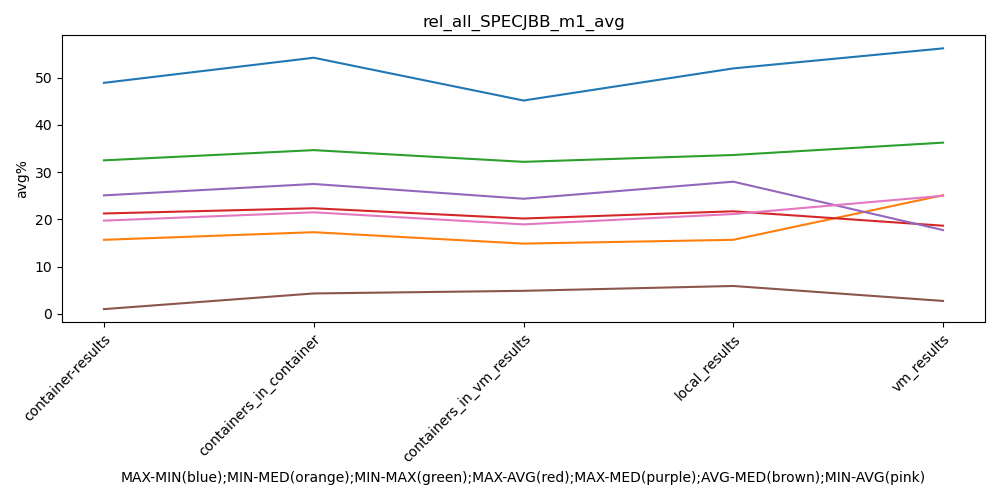 rel_all_SPECJBB_m1_avg
avg%
50
40
30
20
10
0
container-results
containers_in_container
containers_in_vm_results
local_results
vm_results
MAX-MIN(blue);MIN-MED(orange);MIN-MAX(green);MAX-AVG(red);MAX-MED(purple);AVG-MED(brown);MIN-AVG(pink)